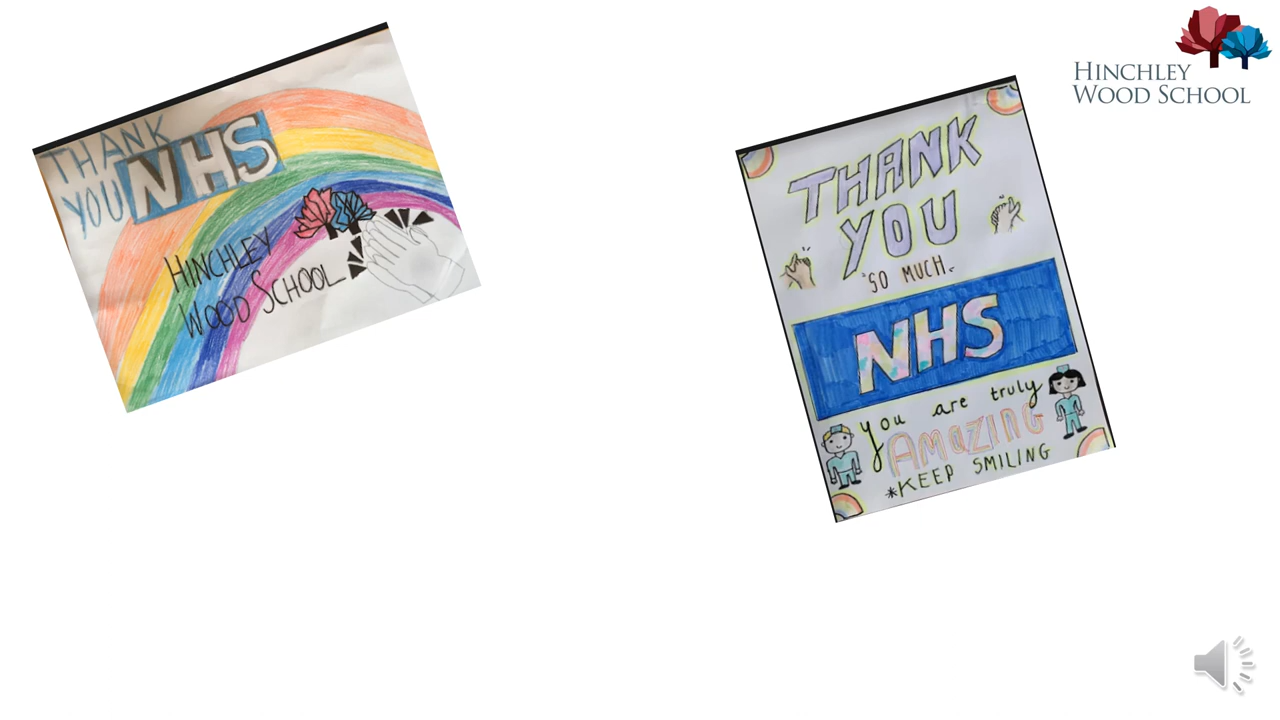 THANK
YOU NHS
HINCHLEY
WOOD SCHOOL
THANK
YOU
'SO MUCH.
NHS
you are truly
AMAZING
*KEEP SMILING
HINCHLEY
WOOD SCHOOL